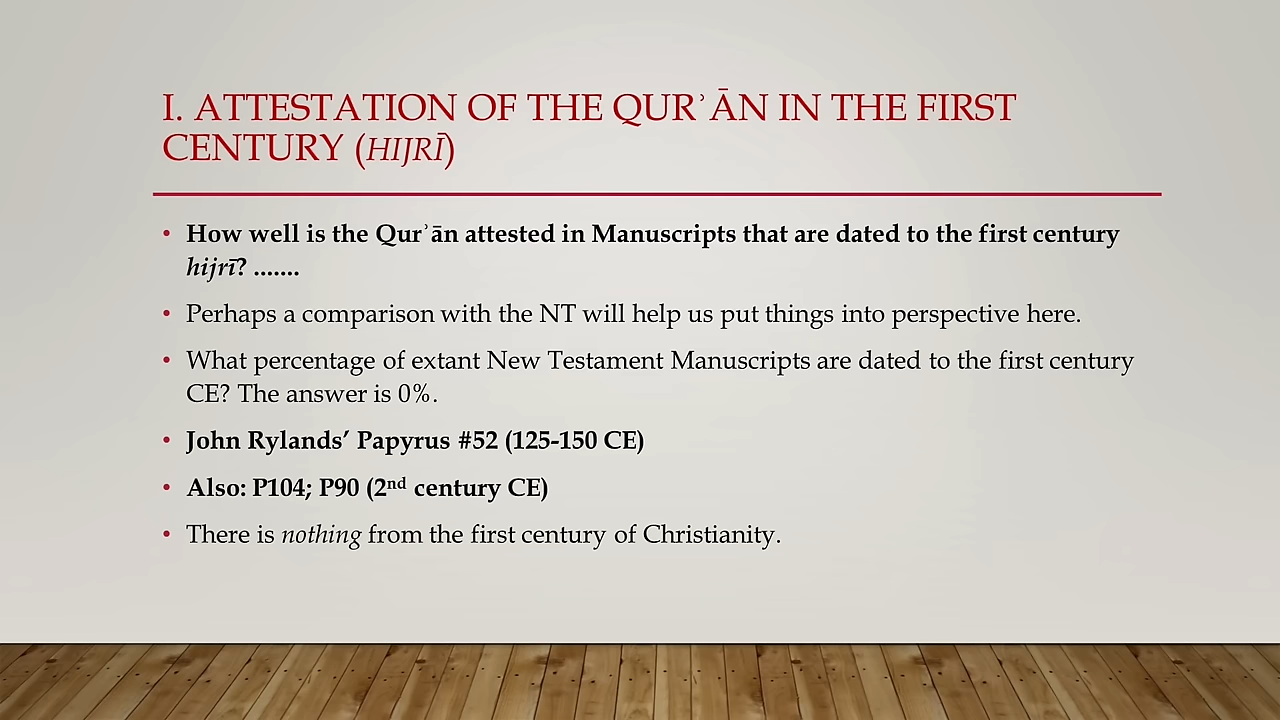 I. ATTESTATION OF THE QURʾĀN IN THE FIRST
CENTURY (HIJRĪ)
• How well is the Qurʾān attested in Manuscripts that are dated to the first century
hijrī? .......
• Perhaps a comparison with the NT will help us put things into perspective here.
• What percentage of extant New Testament Manuscripts are dated to the first century
CE? The answer is 0%.
• John Rylands’ Papyrus #52 (125-150 CE)
• Also: P104; P90 (2nd century CE)
• There is nothing from the first century of Christianity.